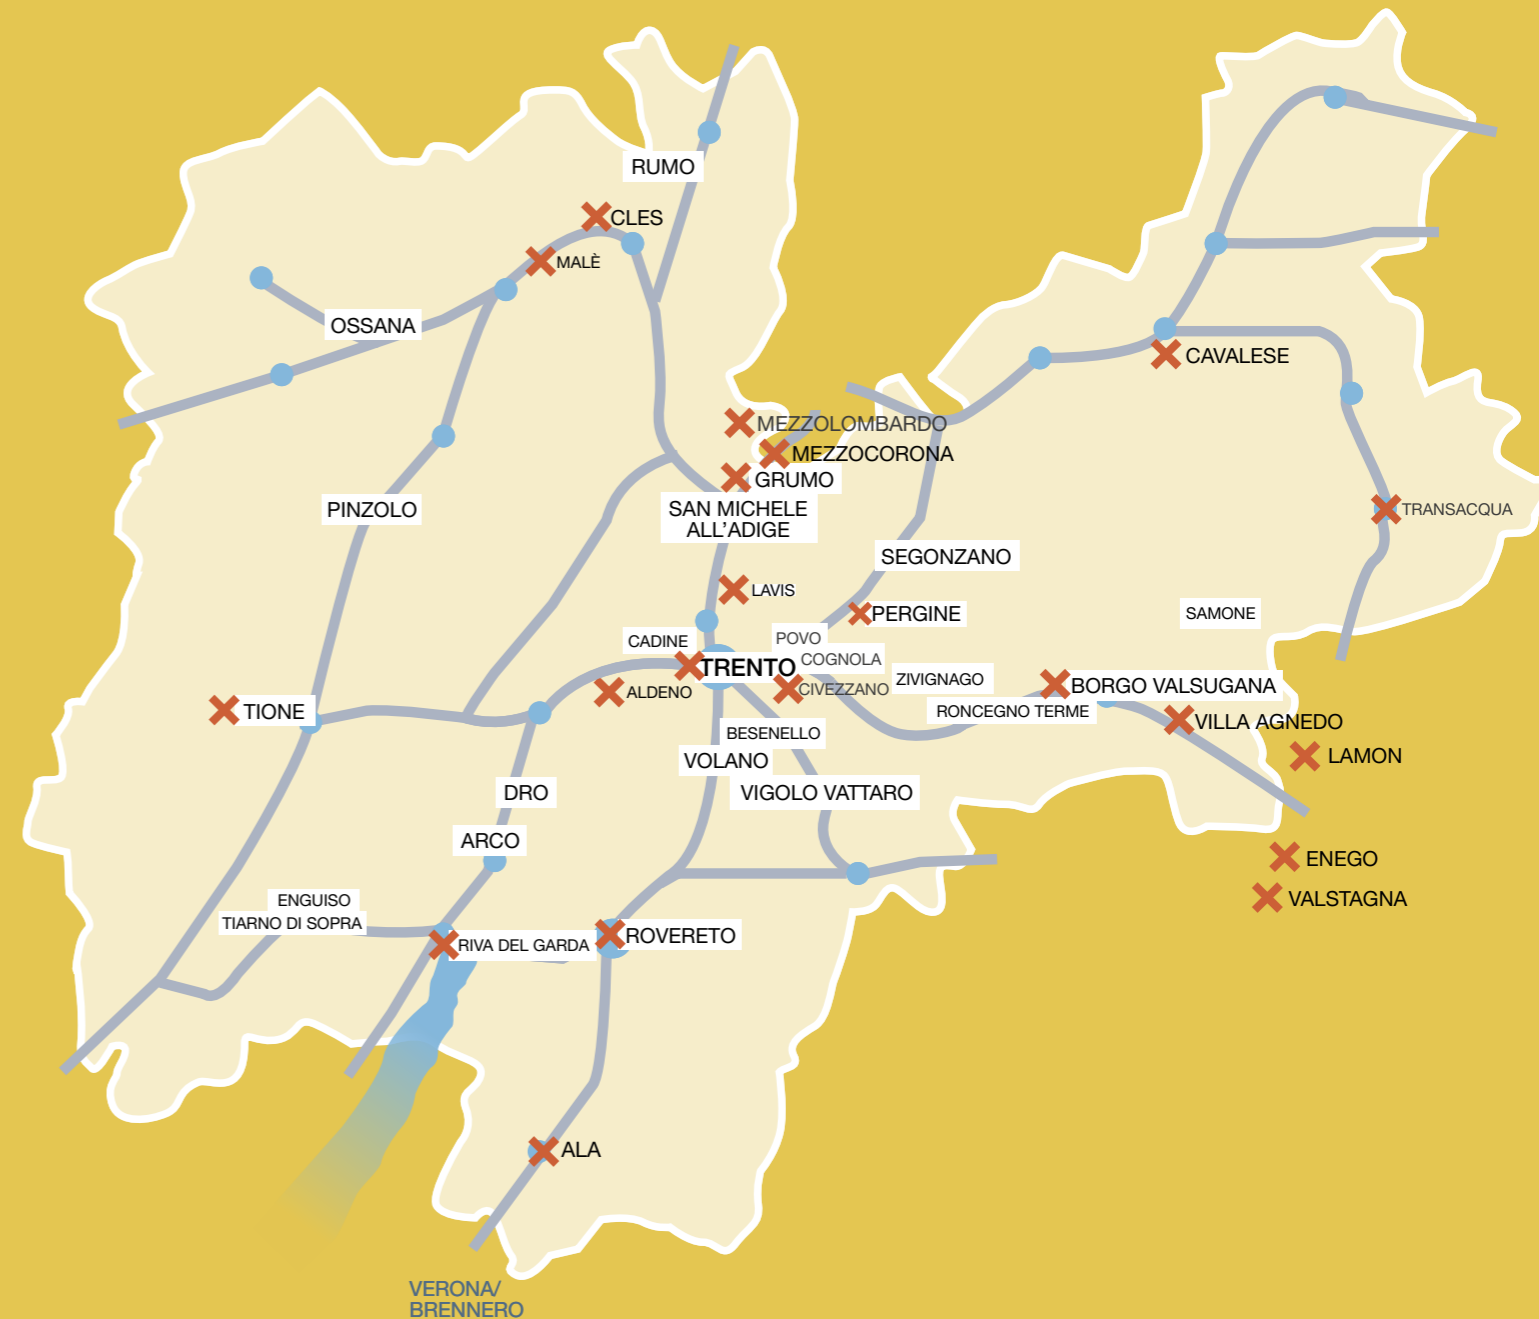 RUMO
CLES
MALÈ
OSSANA
CAVALESE
MEZZOLOMBARDO
MEZZOCORONA
GRUMO
PINZOLO
SAN MICHELE
ALL'ADIGE
TRANSACQUA
SEGONZANO
LAVIS
PERGINE
SAMONE
CADINE
POVO
COGNOLA
TRENTO
ZIVIGNAGO
CIVEZZANO
BORGO VALSUGANA
ALDENO
TIONE
RONCEGNO TERME
VILLA AGNEDO
BESENELLO
VOLANO
LAMON
DRO
VIGOLO VATTARO
ARCO
ENEGO
ENGUISO
TIARNO DI SOPRA
VALSTAGNA
RIVA DEL GARDA
ROVERETO
ALA
VERONA/
BRENNERO